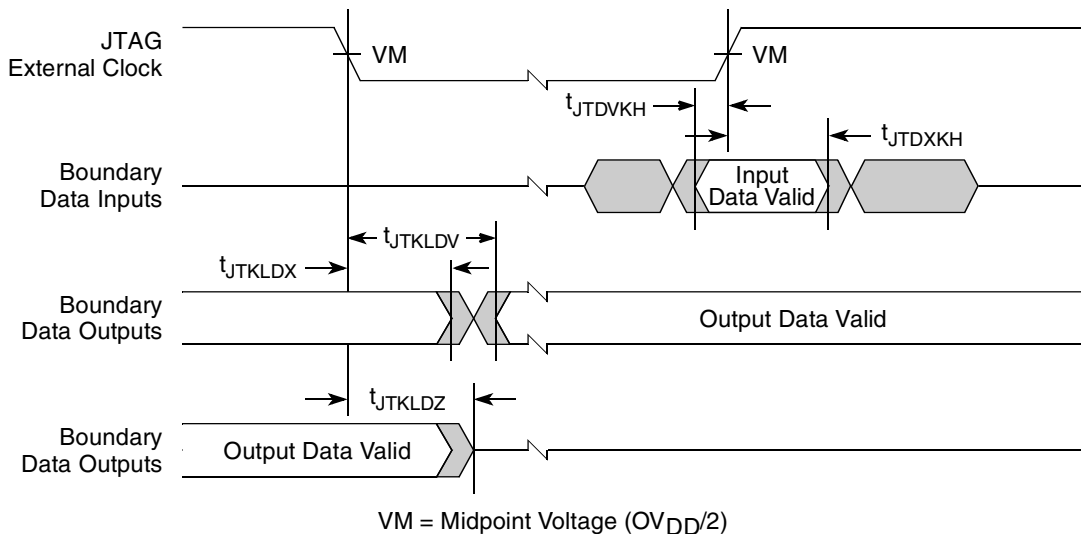 JTAG
External Clock
VM
VM
tJTDVKH
tJTDXKH
Boundary
Data Inputs
Input
Data Valid
tJTKLDV
tJTKLDX
Boundary
Data Outputs
Output Data Valid
tJTKLDZ
Boundary
Data Outputs
Output Data Valid
VM = Midpoint Voltage (OVDD/2)